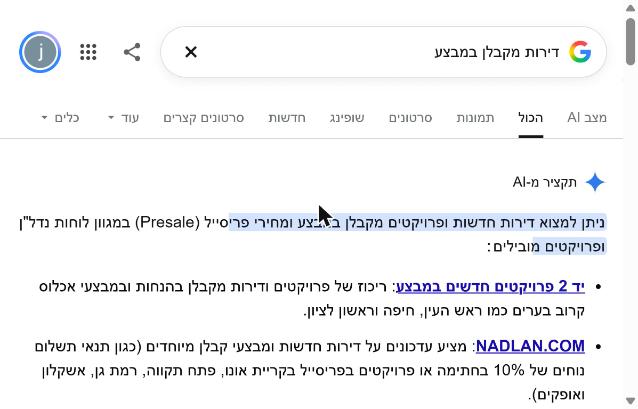 j
דירות מקבלן במבצע
מצב AI הכול תמונות סרטונים שופינג חדשות סרטונים קצרים עוד כלים
תקציר מ-AI
ניתן למצוא דירות חדשות ופרויקטים מקבלן במבצע ומחירי פריסייל (Presale) במגוון לוחות נדל"ן
ופרויקטים מובילים:
יד 2 פרויקטים חדשים במבצע: ריכוז של פרויקטים ודירות מקבלן בהנחות ובמבצעי אכלוס
קרוב בערים כמו ראש העין, חיפה וראשון לציון.
NADLAN.COM: מציע עדכונים על דירות חדשות ומבצעי קבלן מיוחדים (כגון תנאי תשלום
נוחים של 10% בחתימה או פרויקטים בפריסייל בקריית אונו, פתח תקווה, רמת גן, אשקלון
ואופקים).